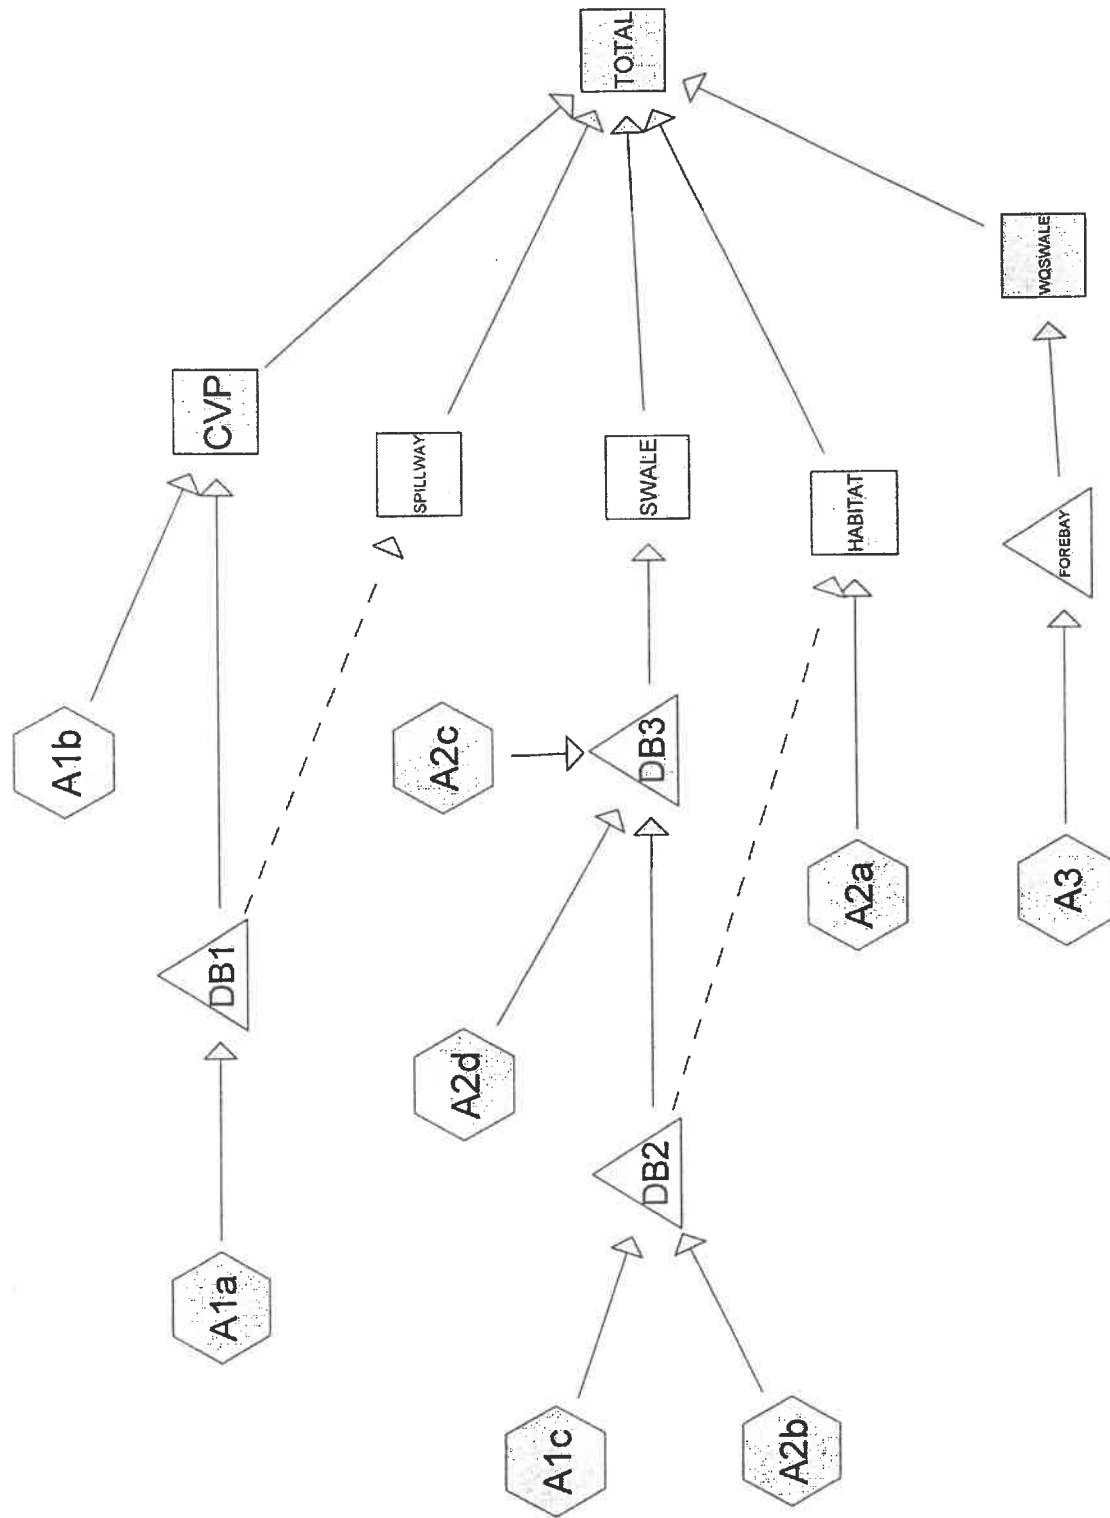 TOTAL
WQSWALE
CVP
SPILLWAY
SWALE
HABITAT
FOREBAY
A1b
A2c
DB3
A2a
A3
DB1
A2d
DB2
A1a
A1c
A2b